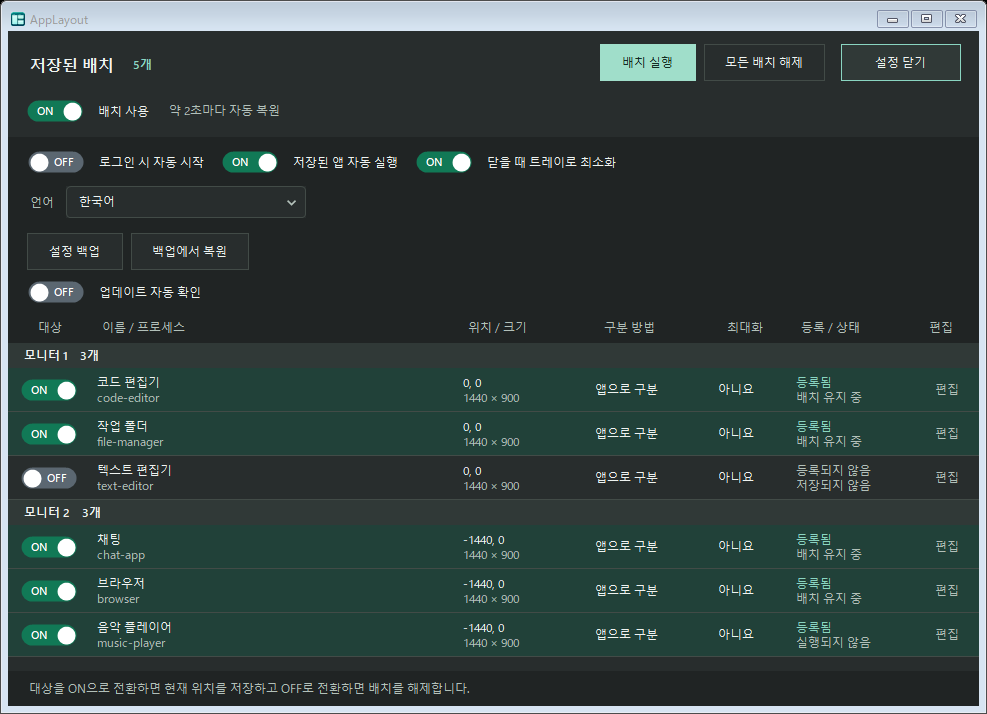 AppLayout
저장된 배치 5개
배치 실행 모든 배치 해제 설정 닫기
ON 배치 사용 약 2초마다 자동 복원
OFF 로그인 시 자동 시작 ON 저장된 앱 자동 실행 ON 닫을 때 트레이로 최소화
언어 한국어
설정 백업 백업에서 복원
OFF 업데이트 자동 확인
대상 이름 / 프로세스 위치 / 크기 구분 방법 최대화 등록 / 상태 편집
모니터 1 3개
ON 코드 편집기 0, 0 앱으로 구분 아니요 등록됨 편집
code-editor 1440 × 900 배치 유지 중
ON 작업 폴더 0, 0 앱으로 구분 아니요 등록됨 편집
file-manager 1440 × 900 배치 유지 중
OFF 텍스트 편집기 0, 0 앱으로 구분 아니요 등록되지 않음 편집
text-editor 1440 × 900 저장되지 않음
모니터 2 3개
ON 채팅 -1440, 0 앱으로 구분 아니요 등록됨 편집
chat-app 1440 × 900 배치 유지 중
ON 브라우저 -1440, 0 앱으로 구분 아니요 등록됨 편집
browser 1440 × 900 배치 유지 중
ON 음악 플레이어 -1440, 0 앱으로 구분 아니요 등록됨 편집
music-player 1440 × 900 실행되지 않음
대상을 ON으로 전환하면 현재 위치를 저장하고 OFF로 전환하면 배치를 해제합니다.